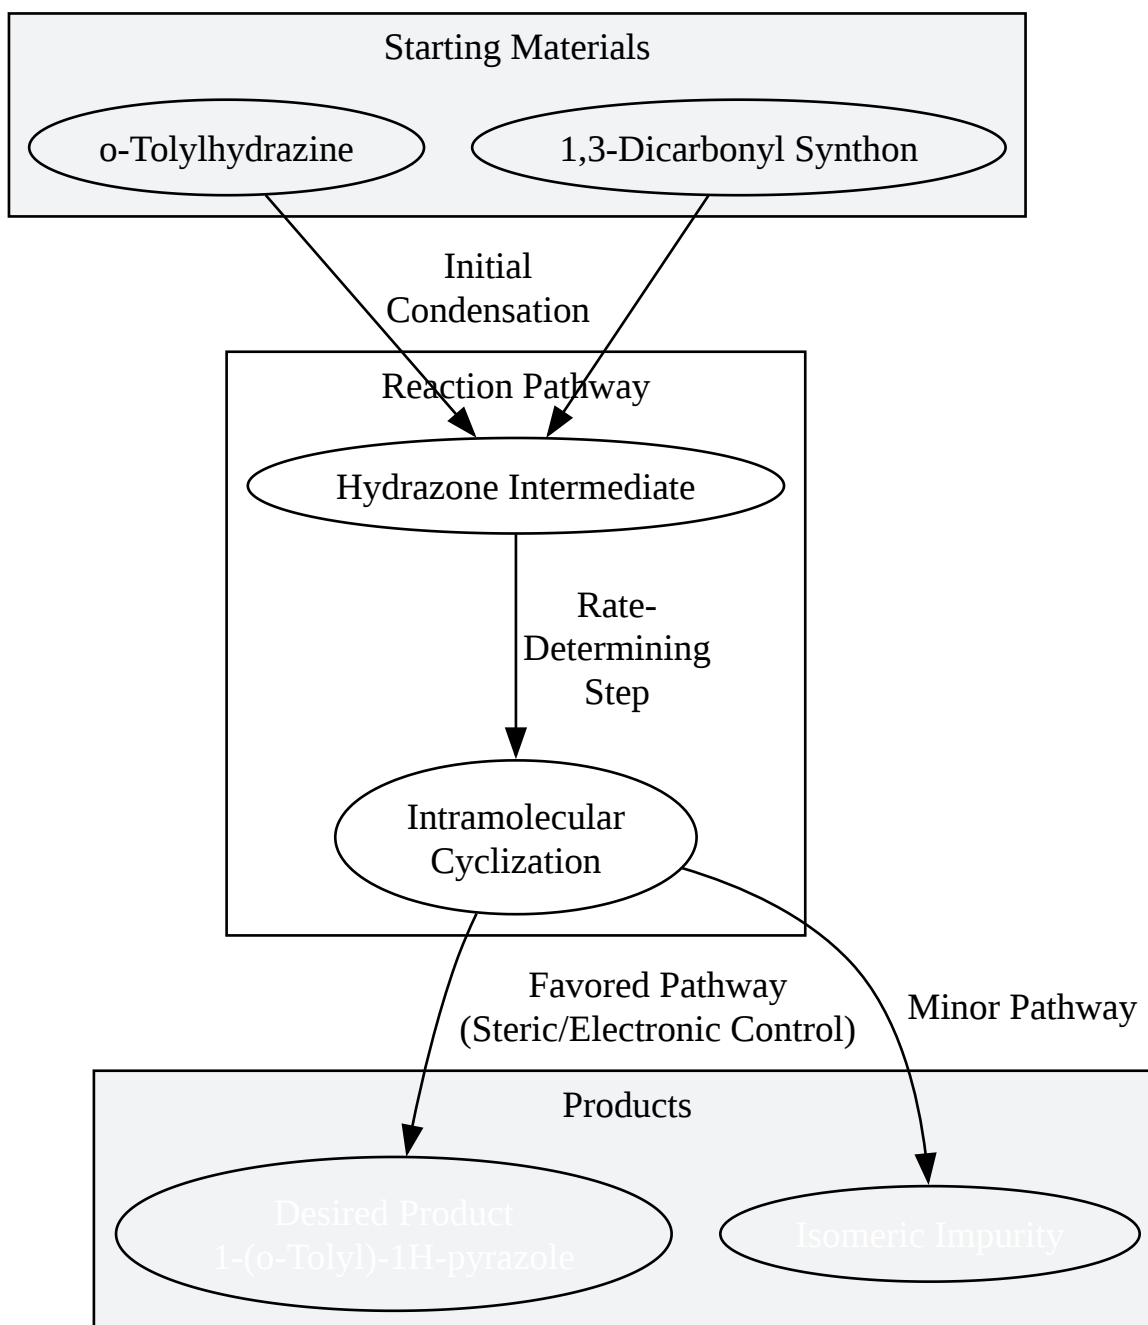 Starting Materials
o-Tolylhydrazine
1,3-Dicarbonyl Synthon
Initial
Condensation
Reaction Pathway
Hydrazone Intermediate
Rate-
Determining
Step
Intramolecular
Cyclization
Favored Pathway
(Steric/Electronic Control)
Minor Pathway
Products
Desired Product
1-(o-Tolyl)-1H-pyrazole
Isomeric Impurity